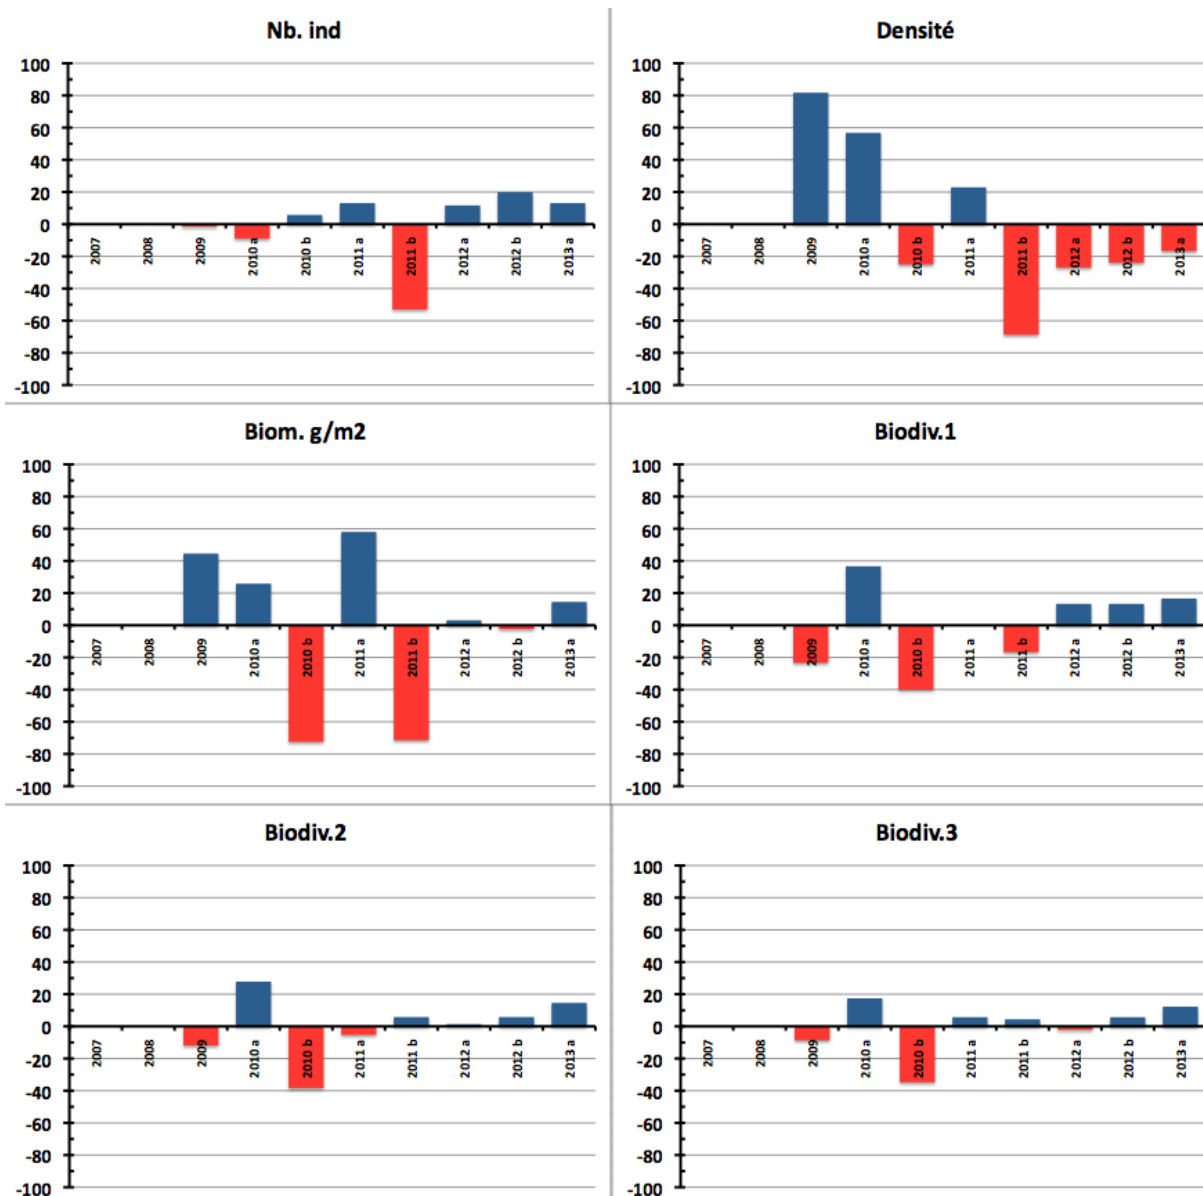 Nb. ind
100
80
60
40
20
0
-20
-40
-60
-80
-100
2007
2008
2009
2010 a
2010 b
2011 a
2011 b
2012 a
2012 b
2013 a
Densité
100
80
60
40
20
0
-20
-40
-60
-80
-100
2007
2008
2009
2010 a
2010 b
2011 a
2011 b
2012 a
2012 b
2013 a
Biom. g/m2
100
80
60
40
20
0
-20
-40
-60
-80
-100
2007
2008
2009
2010 a
2010 b
2011 a
2011 b
2012 a
2012 b
2013 a
Biodiv.1
100
80
60
40
20
0
-20
-40
-60
-80
-100
2007
2008
2009
2010 a
2010 b
2011 a
2011 b
2012 a
2012 b
2013 a
Biodiv.2
100
80
60
40
20
0
-20
-40
-60
-80
-100
2007
2008
2009
2010 a
2010 b
2011 a
2011 b
2012 a
2012 b
2013 a
Biodiv.3
100
80
60
40
20
0
-20
-40
-60
-80
-100
2007
2008
2009
2010 a
2010 b
2011 a
2011 b
2012 a
2012 b
2013 a